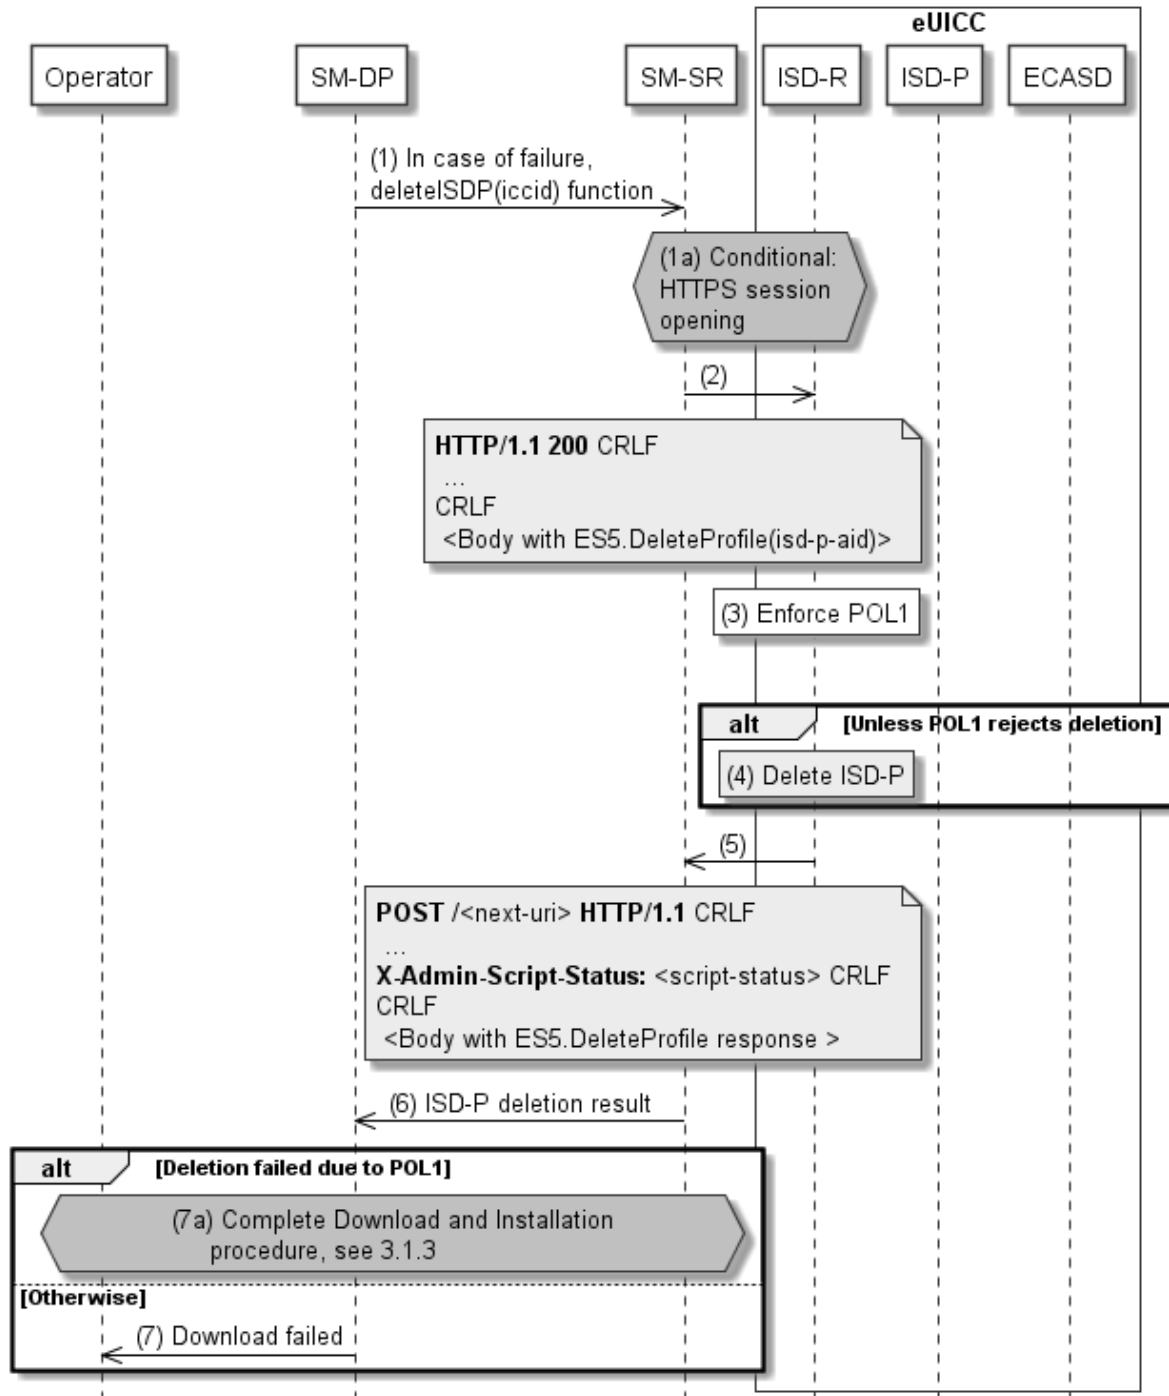 eUICC
Operator
SM-DP
SM-SR
ISD-R
ISD-P
ECASD
(1) In case of failure,
deleteISDP(iccid) function
(1a) Conditional:
HTTPS session
opening
(2)
HTTP/1.1 200 CRLF
...
CRLF
<Body with ES5.DeleteProfile(isd-p-aid)>
(3) Enforce POL1
alt [Unless POL1 rejects deletion]
(4) Delete ISD-P
(5)
POST /<next-uri> HTTP/1.1 CRLF
...
X-Admin-Script-Status: <script-status> CRLF
CRLF
<Body with ES5.DeleteProfile response >
(6) ISD-P deletion result
alt [Deletion failed due to POL1]
(7a) Complete Download and Installation
procedure, see 3.1.3
[Otherwise]
(7) Download failed